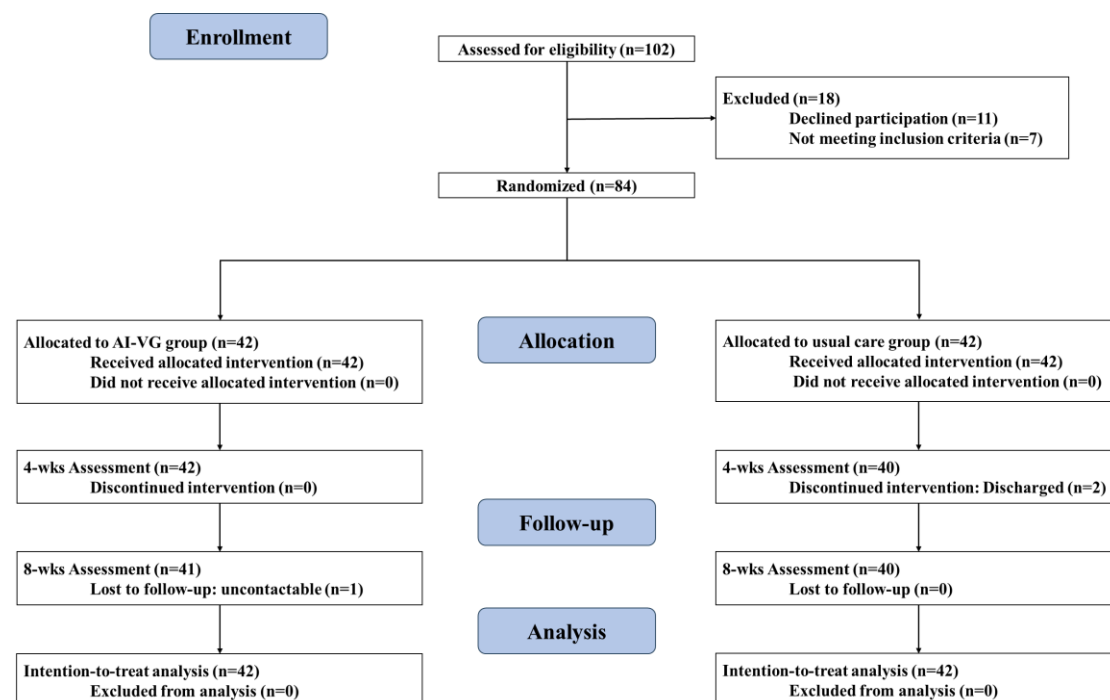 Enrollment
Assessed for eligibility (n=102)
Excluded (n=18)
Declined participation (n=11)
Not meeting inclusion criteria (n=7)
Randomized (n=84)
Allocation
Allocated to AI-VG group (n=42)
Received allocated intervention (n=42)
Did not receive allocated intervention (n=0)
Allocated to usual care group (n=42)
Received allocated intervention (n=42)
Did not receive allocated intervention (n=0)
4-wks Assessment (n=42)
Discontinued intervention (n=0)
4-wks Assessment (n=40)
Discontinued intervention: Discharged (n=2)
Follow-up
8-wks Assessment (n=41)
Lost to follow-up: uncontactable (n=1)
8-wks Assessment (n=40)
Lost to follow-up (n=0)
Analysis
Intention-to-treat analysis (n=42)
Excluded from analysis (n=0)
Intention-to-treat analysis (n=42)
Excluded from analysis (n=0)